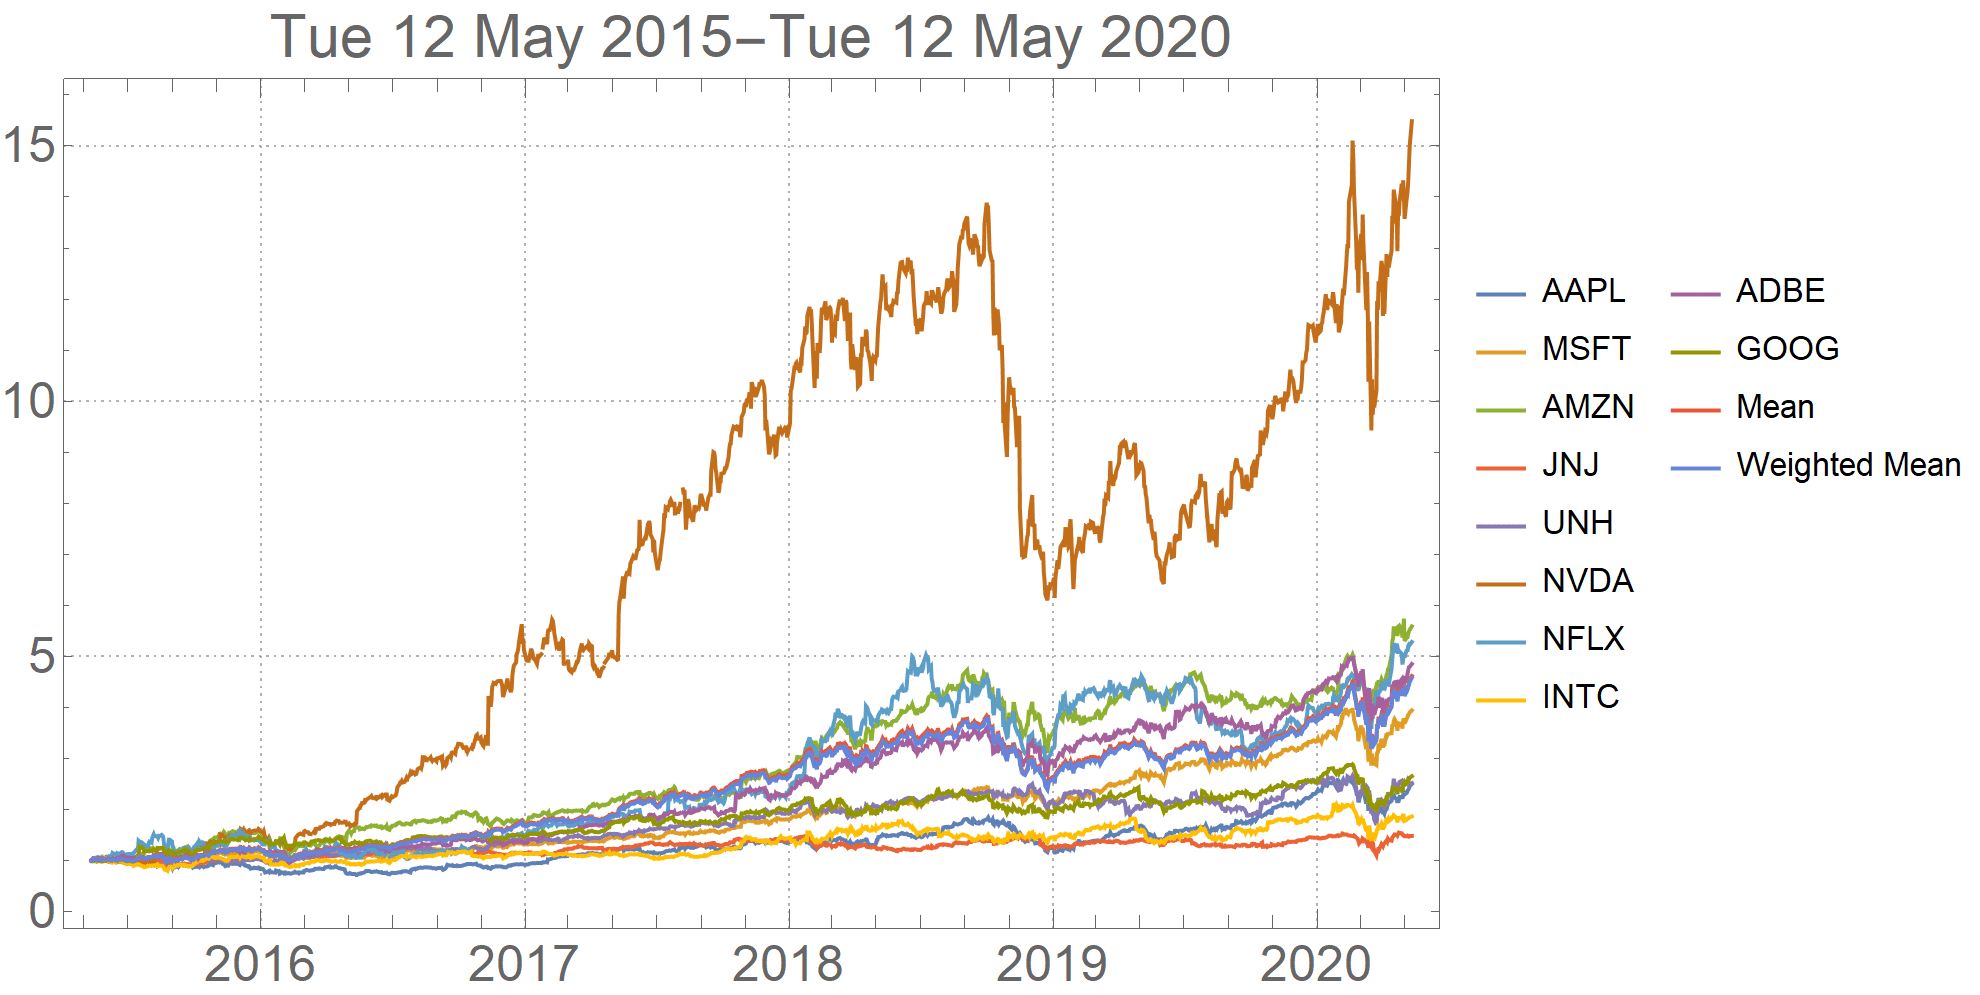 Tue 12 May 2015–Tue 12 May 2020
15
10
5
0
2016 2017 2018 2019 2020
AAPL ADBE
MSFT GOOG
AMZN Mean
JNJ Weighted Mean
UNH
NVDA
NFLX
INTC